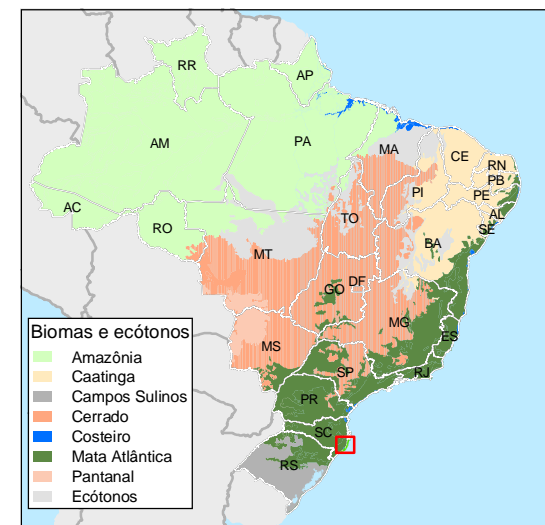 RR
AP
AM
PA
MA
CE
RN
PB
PI
PE
AC
AL
SE
TO
RO
BA
MT
DF
GO
MG
ES
MS
SP
RJ
PR
SC
RS
Biomas e ecótonos
Amazônia
Caatinga
Campos Sulinos
Cerrado
Costeiro
Mata Atlântica
Pantanal
Ecótonos